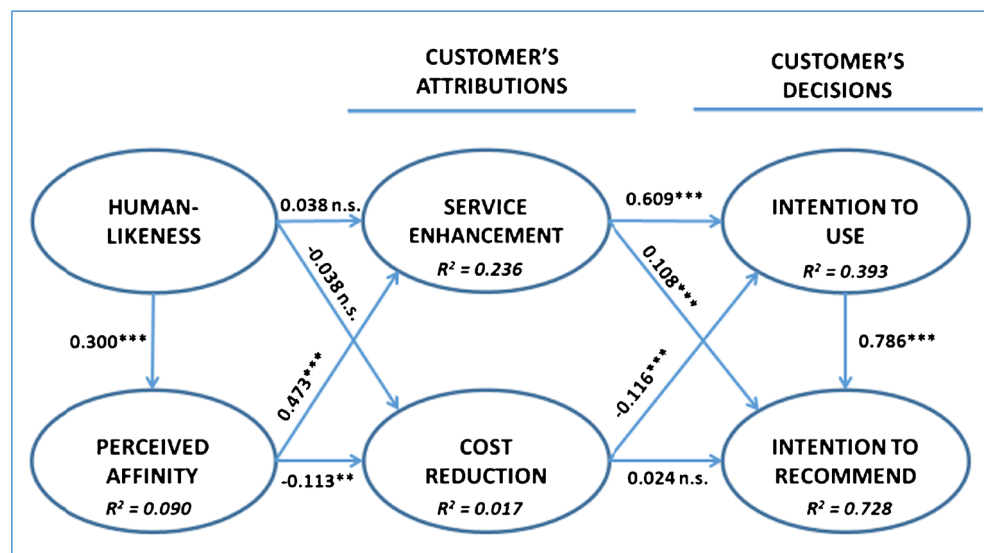 CUSTOMER'S
ATTRIBUTIONS
CUSTOMER'S
DECISIONS
HUMAN-
LIKENESS
0.038 n.s.
SERVICE
ENHANCEMENT
R² = 0.236
0.609***
INTENTION TO
USE
R² = 0.393
-0.038 n.s.
0.108***
0.300***
0.473***
-0.116***
0.786***
PERCEIVED
AFFINITY
R² = 0.090
-0.113**
COST
REDUCTION
R² = 0.017
0.024 n.s.
INTENTION TO
RECOMMEND
R² = 0.728